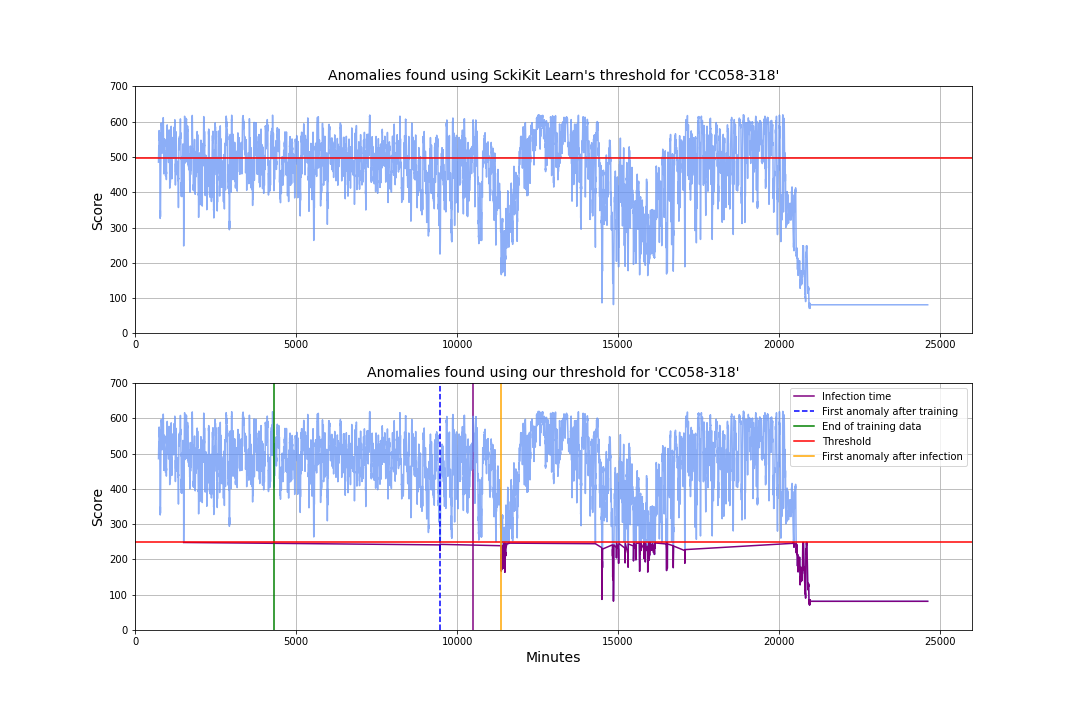 Anomalies found using SckiKit Learn's threshold for 'CC058-318'
700
600
500
400
300
200
100
0
Score
0 5000 10000 15000 20000 25000
Anomalies found using our threshold for 'CC058-318'
700
600
500
400
300
200
100
0
Score
Infection time
First anomaly after training
End of training data
Threshold
First anomaly after infection
0 5000 10000 15000 20000 25000
Minutes